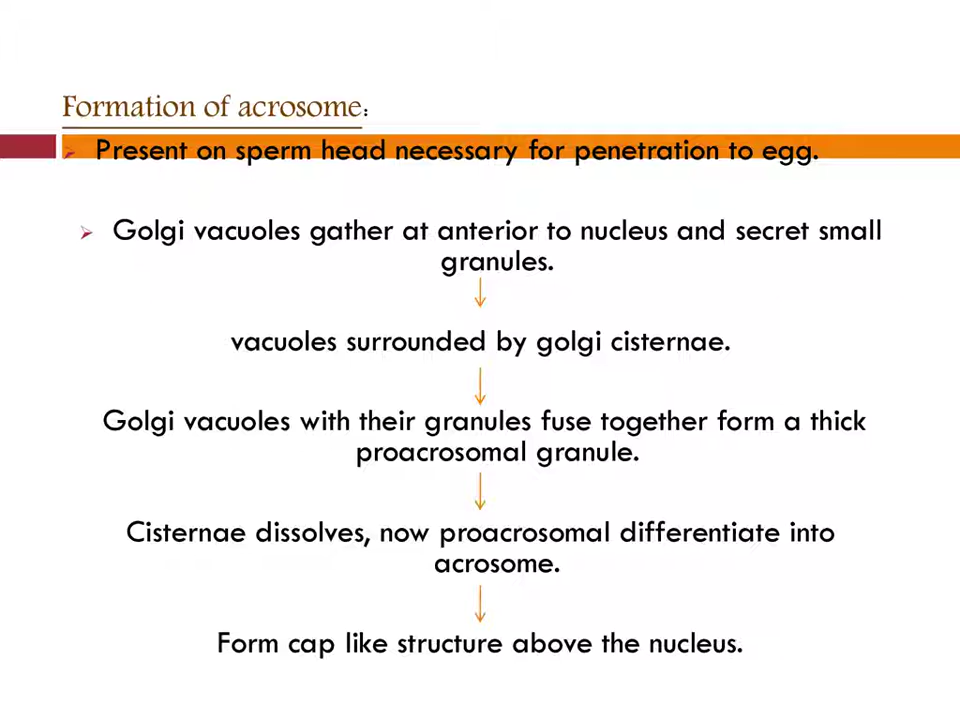 Formation of acrosome:
Present on sperm head necessary for penetration to egg.
Golgi vacuoles gather at anterior to nucleus and secret small
granules.
vacuoles surrounded by golgi cisternae.
Golgi vacuoles with their granules fuse together form a thick
proacrosomal granule.
Cisternae dissolves, now proacrosomal differentiate into
acrosome.
Form cap like structure above the nucleus.